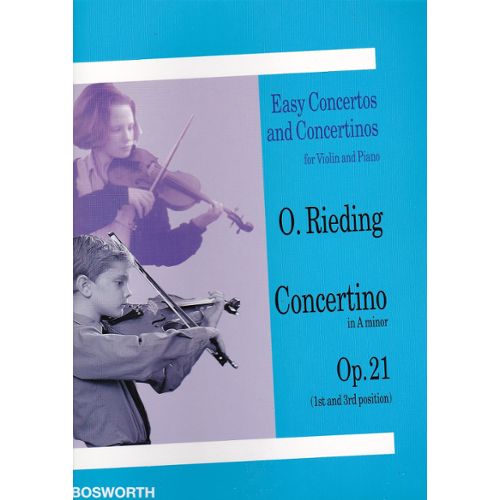 Easy Concertos
and Concertinos
for Violin and Piano
O. Rieding
Concertino
in A minor
Op. 21
(1st and 3rd position)
BOSWORTH